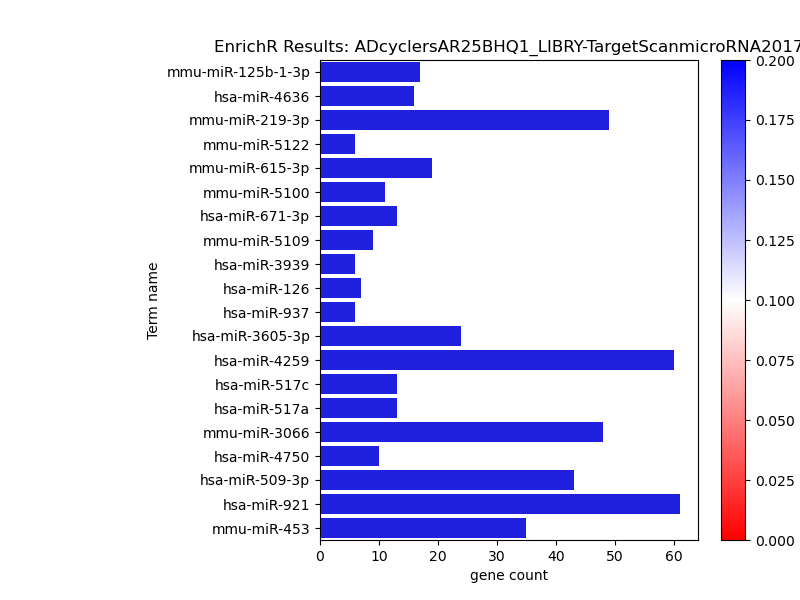 EnrichR Results: ADcyclersAR25BHQ1_LIBRY-TargetScanmicroRNA2017
mmu-miR-125b-1-3p
hsa-miR-4636
mmu-miR-219-3p
mmu-miR-5122
mmu-miR-615-3p
mmu-miR-5100
hsa-miR-671-3p
mmu-miR-5109
hsa-miR-3939
hsa-miR-126
hsa-miR-937
hsa-miR-3605-3p
hsa-miR-4259
hsa-miR-517c
hsa-miR-517a
mmu-miR-3066
hsa-miR-4750
hsa-miR-509-3p
hsa-miR-921
mmu-miR-453
Term name
0 10 20 30 40 50 60
gene count
0.200
0.175
0.150
0.125
0.100
0.075
0.050
0.025
0.000